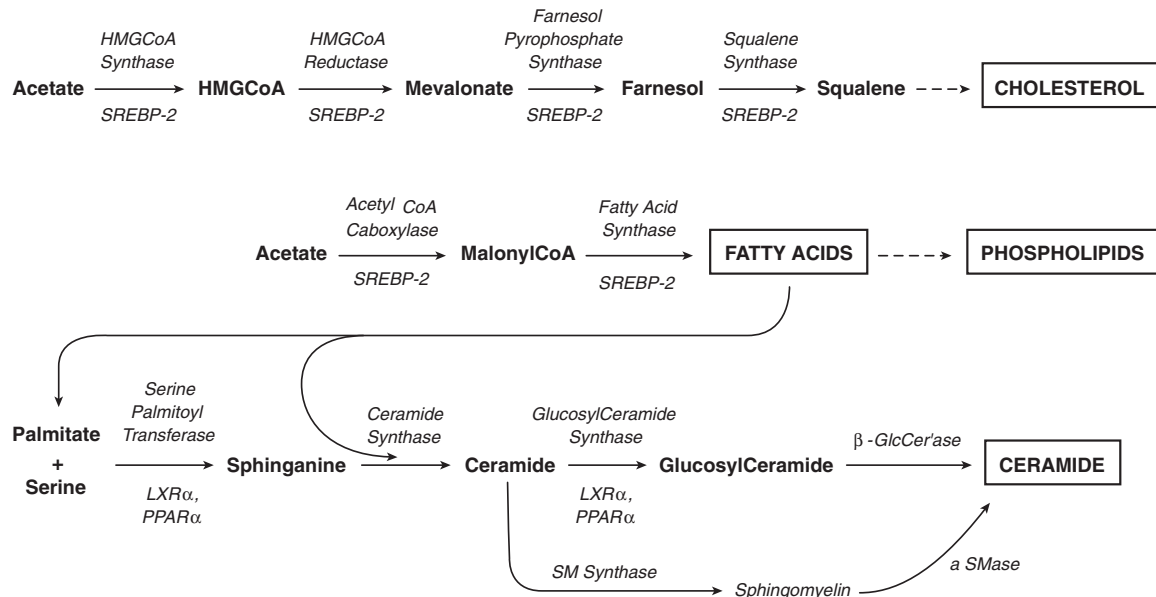 HMGCoA
Synthase
HMGCoA
Reductase
Farnesol
Pyrophosphate
Synthase
Squalene
Synthase
Acetate
HMGCoA
Mevalonate
Farnesol
Squalene
CHOLESTEROL
SREBP-2
SREBP-2
SREBP-2
SREBP-2
Acetyl CoA
Caboxylase
Fatty Acid
Synthase
Acetate
MalonylCoA
FATTY ACIDS
PHOSPHOLIPIDS
SREBP-2
SREBP-2
Palmitate
+
Serine
Serine
Palmitoyl
Transferase
LXRα,
PPARα
Sphinganine
Ceramide
Synthase
Ceramide
GlucosylCeramide
Synthase
LXRα,
PPARα
GlucosylCeramide
β-GlcCer'ase
CERAMIDE
SM Synthase
Sphingomyelin
a SMase